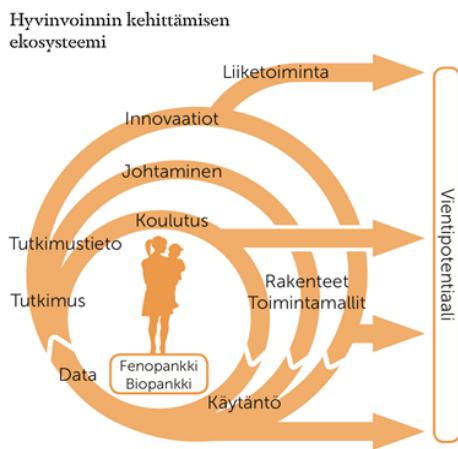 Hyvinvoinnin kehittämisen
ekosysteemi
Liiketoiminta
Innovaatiot
Johtaminen
Koulutus
Tutkimustieto
Tutkimus
Rakenteet
Toimintamallit
Fenopankki
Biopankki
Data
Käytäntö
Vientipotentiaali